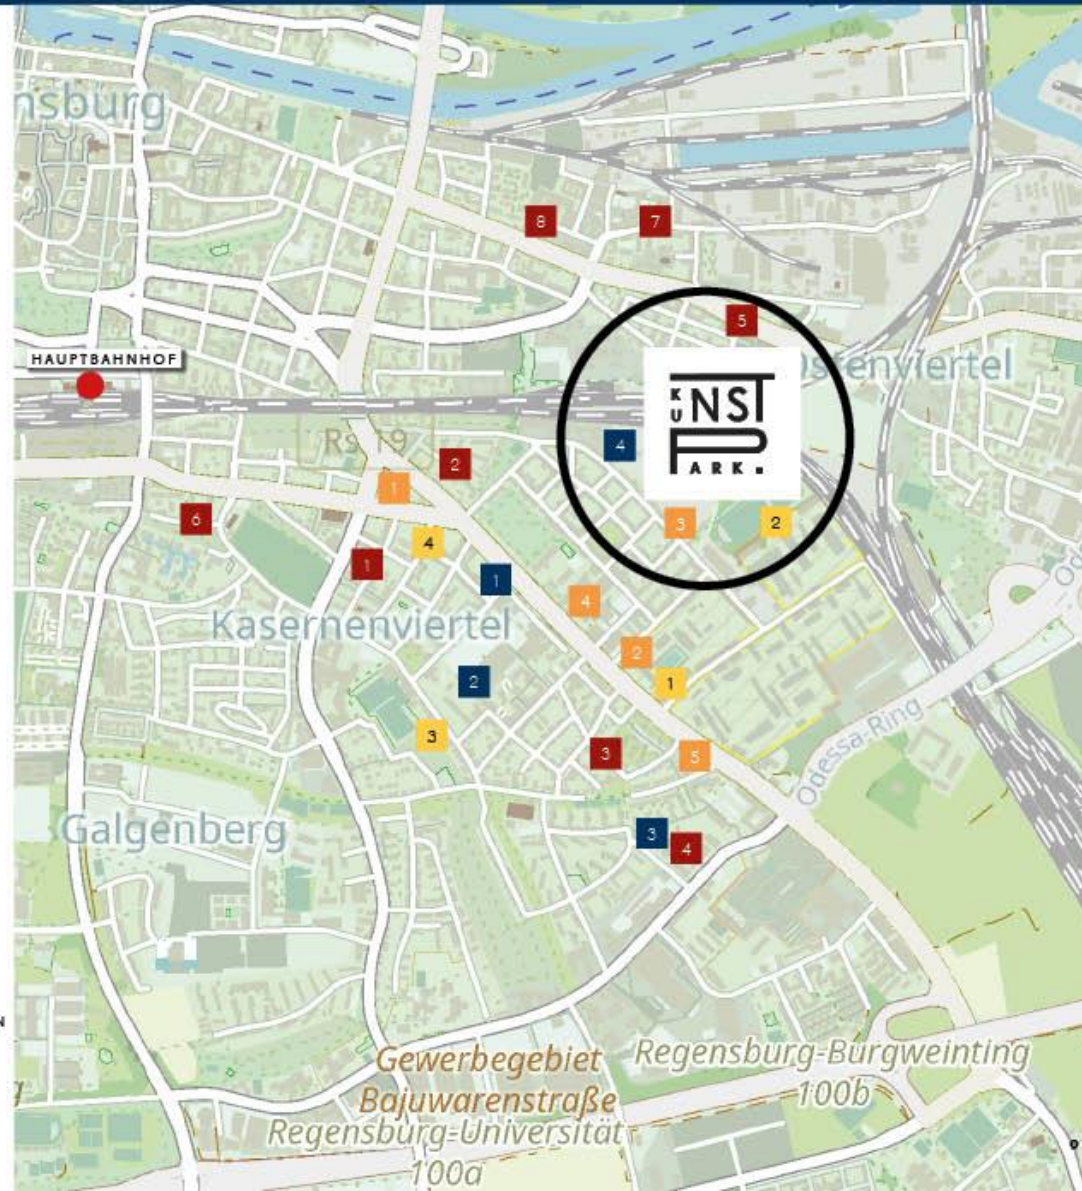 nsburg
8
7
5
HAUPTBAHNHOF
stenviertel
KUNST
PARK.
Rs 19
4
2
1
6
3
2
4
1
1
4
Kasernenviertel
2
2
1
3
3
5
Odessa-Ring
Galgenberg
3
4
N
Gewerbegebiet
Bajuwarenstraße
Regensburg-Burgweinting
100b
Regensburg-Universität
100a